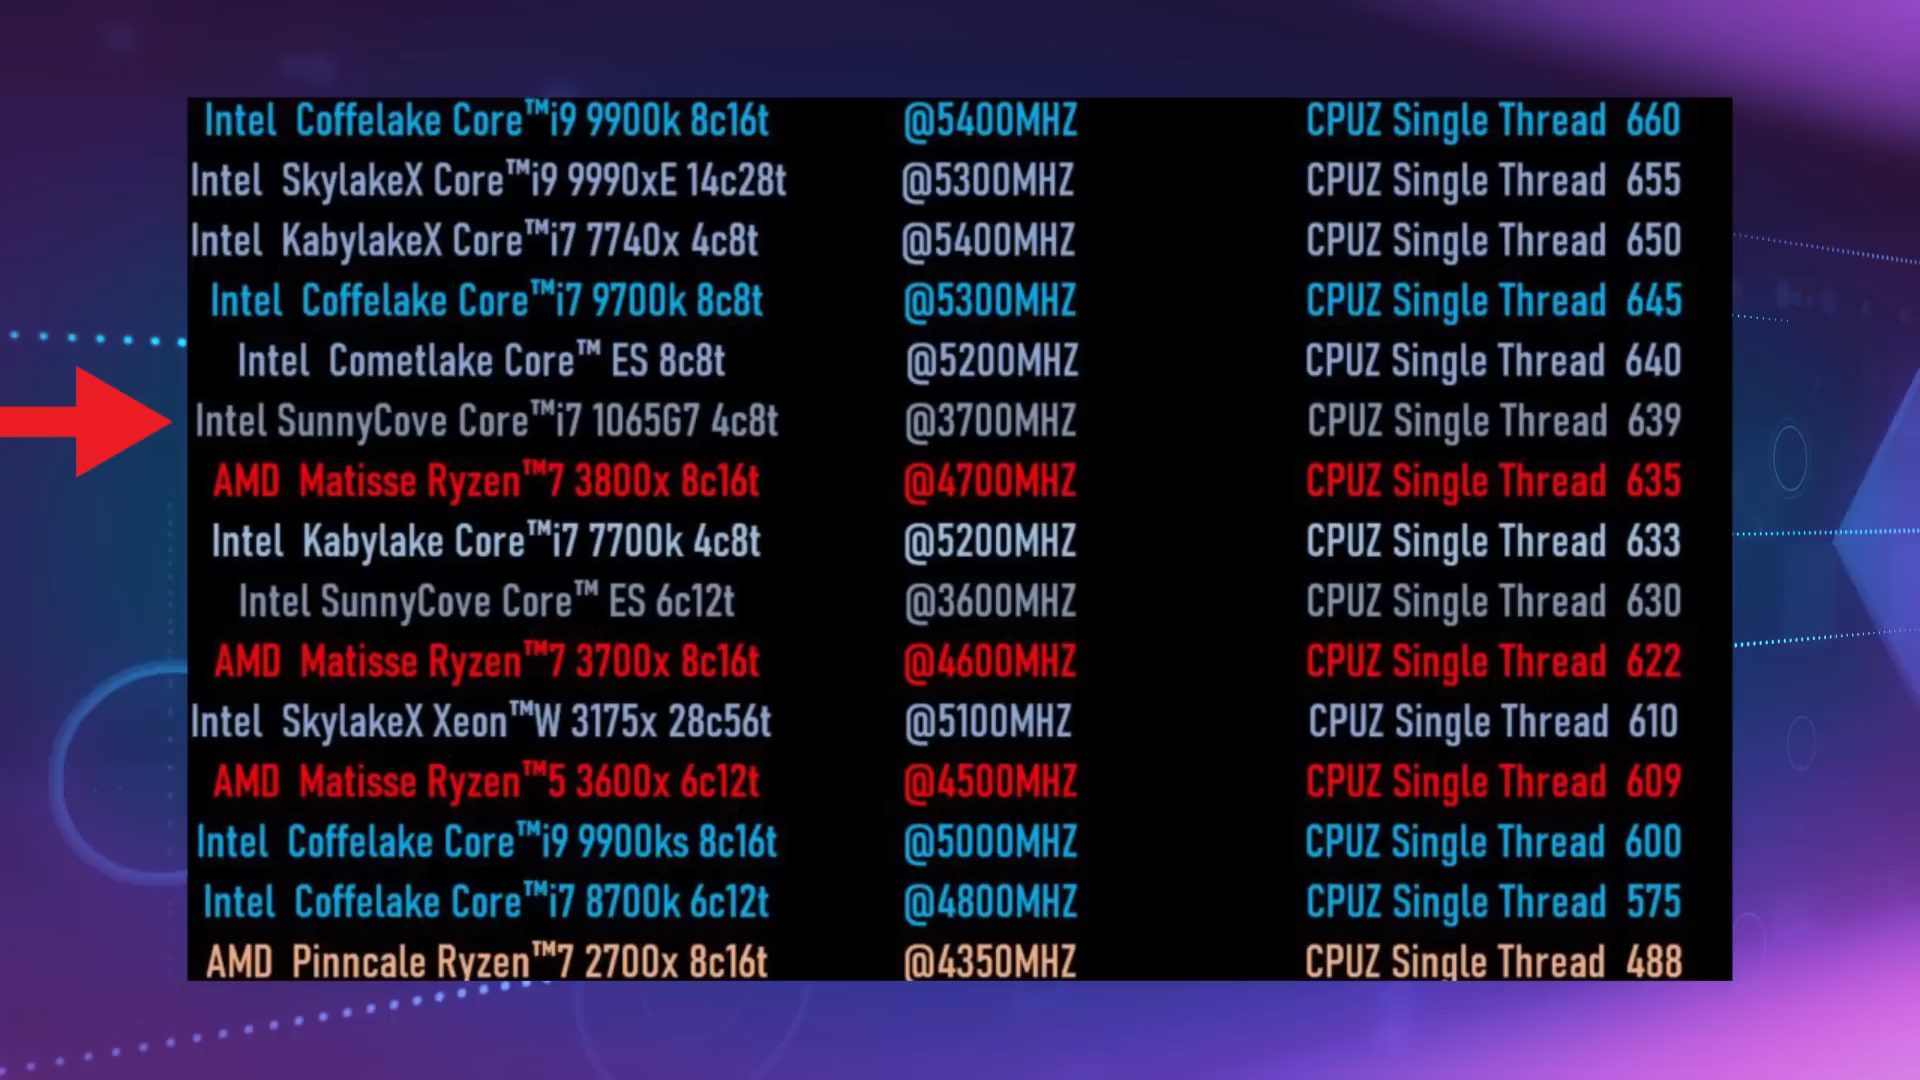 Intel Coffelake Core™i9 9900k 8c16t @5400MHZ CPUZ Single Thread 660
Intel SkylakeX Core™i9 9990xE 14c28t @5300MHZ CPUZ Single Thread 655
Intel KabylakeX Core™i7 7740x 4c8t @5400MHZ CPUZ Single Thread 650
Intel Coffelake Core™i7 9700k 8c8t @5300MHZ CPUZ Single Thread 645
Intel Cometlake Core™ ES 8c8t @5200MHZ CPUZ Single Thread 640
Intel SunnyCove Core™i7 1065G7 4c8t @3700MHZ CPUZ Single Thread 639
AMD Matisse Ryzen™7 3800x 8c16t @4700MHZ CPUZ Single Thread 635
Intel Kabylake Core™i7 7700k 4c8t @5200MHZ CPUZ Single Thread 633
Intel SunnyCove Core™ ES 6c12t @3600MHZ CPUZ Single Thread 630
AMD Matisse Ryzen™7 3700x 8c16t @4600MHZ CPUZ Single Thread 622
Intel SkylakeX Xeon™W 3175x 28c56t @5100MHZ CPUZ Single Thread 610
AMD Matisse Ryzen™5 3600x 6c12t @4500MHZ CPUZ Single Thread 609
Intel Coffelake Core™i9 9900ks 8c16t @5000MHZ CPUZ Single Thread 600
Intel Coffelake Core™i7 8700k 6c12t @4800MHZ CPUZ Single Thread 575
AMD Pinncale Ryzen™7 2700x 8c16t @4350MHZ CPUZ Single Thread 488